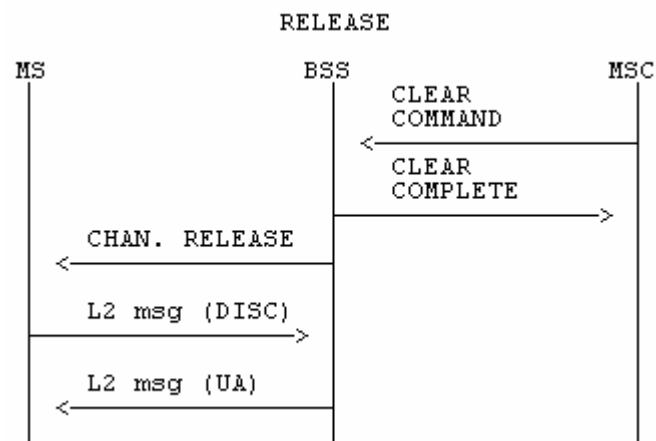 RELEASE
MS BSS MSC
CLEAR
COMMAND
CLEAR
COMPLETE
CHAN. RELEASE
L2 msg (DISC)
L2 msg (UA)